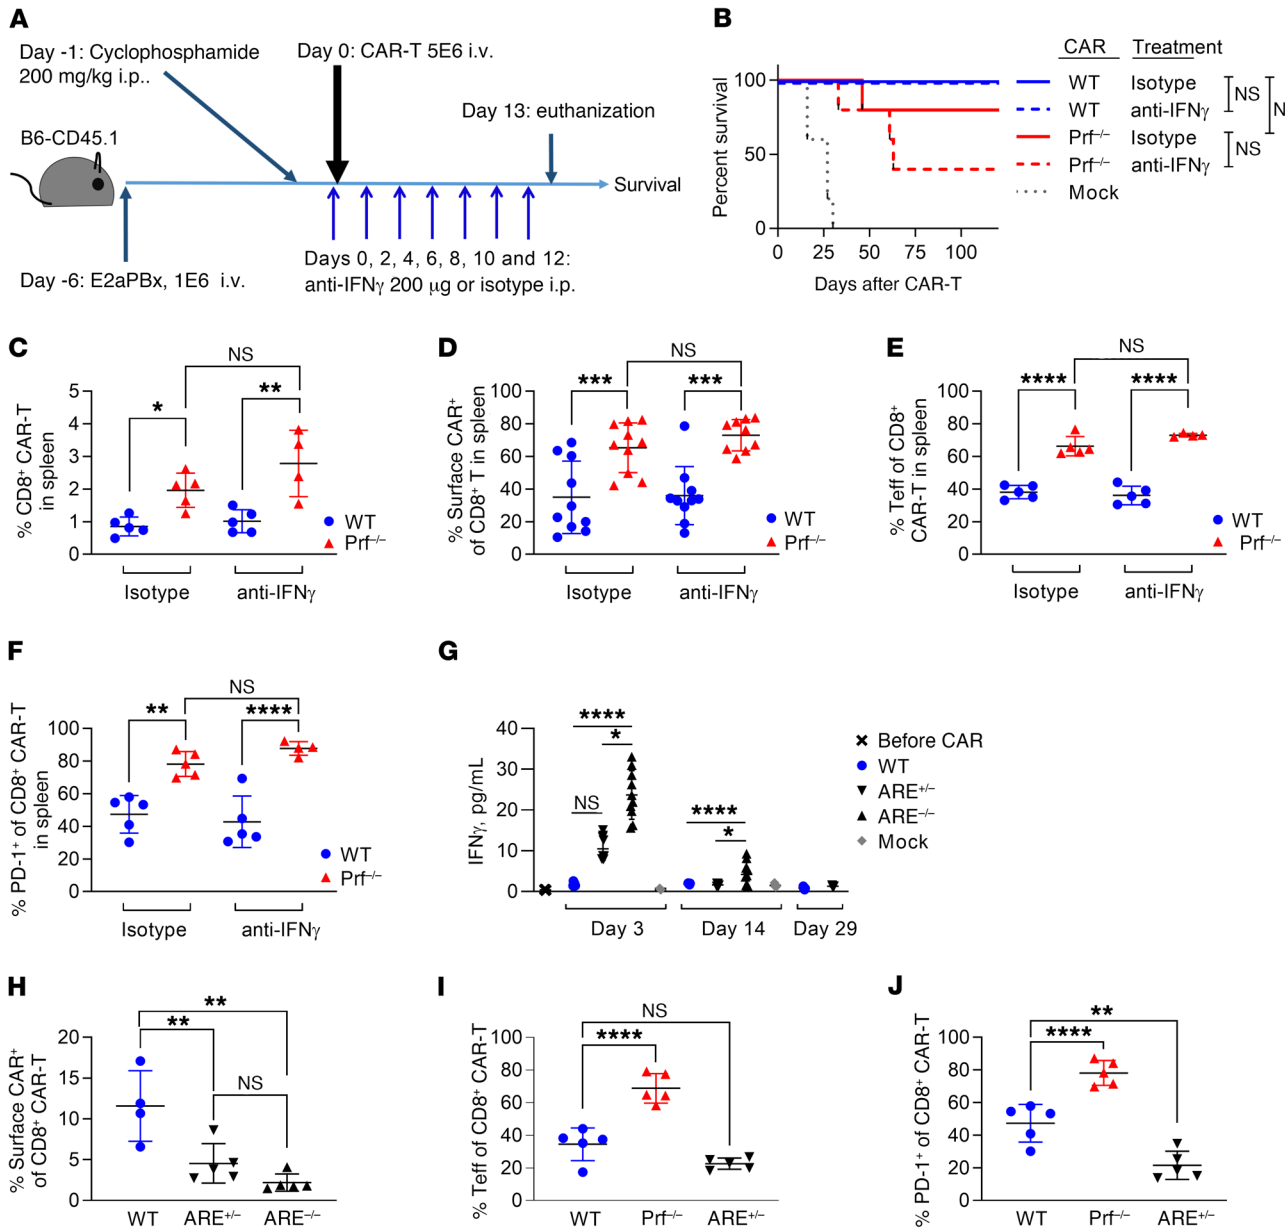 A
Day -1: Cyclophosphamide
200 mg/kg i.p..
Day 0: CAR-T 5E6 i.v.
Day 13: euthanization
B6-CD45.1
Survival
Days 0, 2, 4, 6, 8, 10 and 12:
anti-IFNγ 200 μg or isotype i.p.
Day -6: E2aPBx, 1E6 i.v.
B
CAR Treatment
WT Isotype
WT anti-IFNγ
Prf–/– Isotype
Prf–/– anti-IFNγ
Mock
NS
NS
N
Percent survival
100
50
0
0 25 50 75 100
Days after CAR-T
C
NS
* **
% CD8+ CAR-T
in spleen
5
4
3
2
1
0
WT
Prf–/–
Isotype anti-IFNγ
D
NS
*** ***
% Surface CAR+
of CD8+ T in spleen
100
80
60
40
20
0
WT
Prf–/–
Isotype anti-IFNγ
E
NS
**** ****
% Teff of CD8+
CAR-T in spleen
100
80
60
40
20
0
WT
Prf–/–
Isotype anti-IFNγ
F
NS
** ****
% PD-1+ of CD8+ CAR-T
in spleen
100
80
60
40
20
0
WT
Prf–/–
Isotype anti-IFNγ
G
IFNγ, pg/mL
40
30
20
10
0
****
*
NS
****
*
Day 3 Day 14 Day 29
Before CAR
WT
ARE+/–
ARE–/–
Mock
H
**
**
NS
% Surface CAR+
of CD8+ CAR-T
20
15
10
5
0
WT ARE+/– ARE–/–
I
NS
****
% Teff of CD8+ CAR-T
100
80
60
40
20
0
WT Prf–/– ARE+/–
J
**
****
% PD-1+ of CD8+ CAR-T
100
80
60
40
20
0
WT Prf–/– ARE+/–